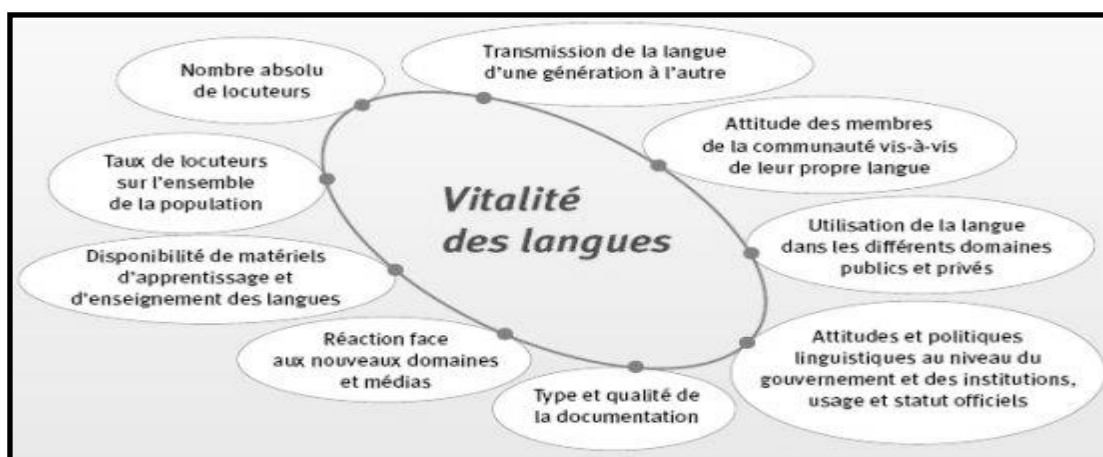 Nombre absolu
de locuteurs
Transmission de la langue
d'une génération à l'autre
Attitude des membres
de la communauté vis-à-vis
de leur propre langue
Taux de locuteurs
sur l'ensemble
de la population
Vitalité
des langues
Utilisation de la langue
dans les différents domaines
publics et privés
Disponibilité de matériels
d'apprentissage et
d'enseignement des langues
Réaction face
aux nouveaux domaines
et médias
Type et qualité de
la documentation
Attitudes et politiques
linguistiques au niveau du
gouvernement et des institutions,
usage et statut officiels